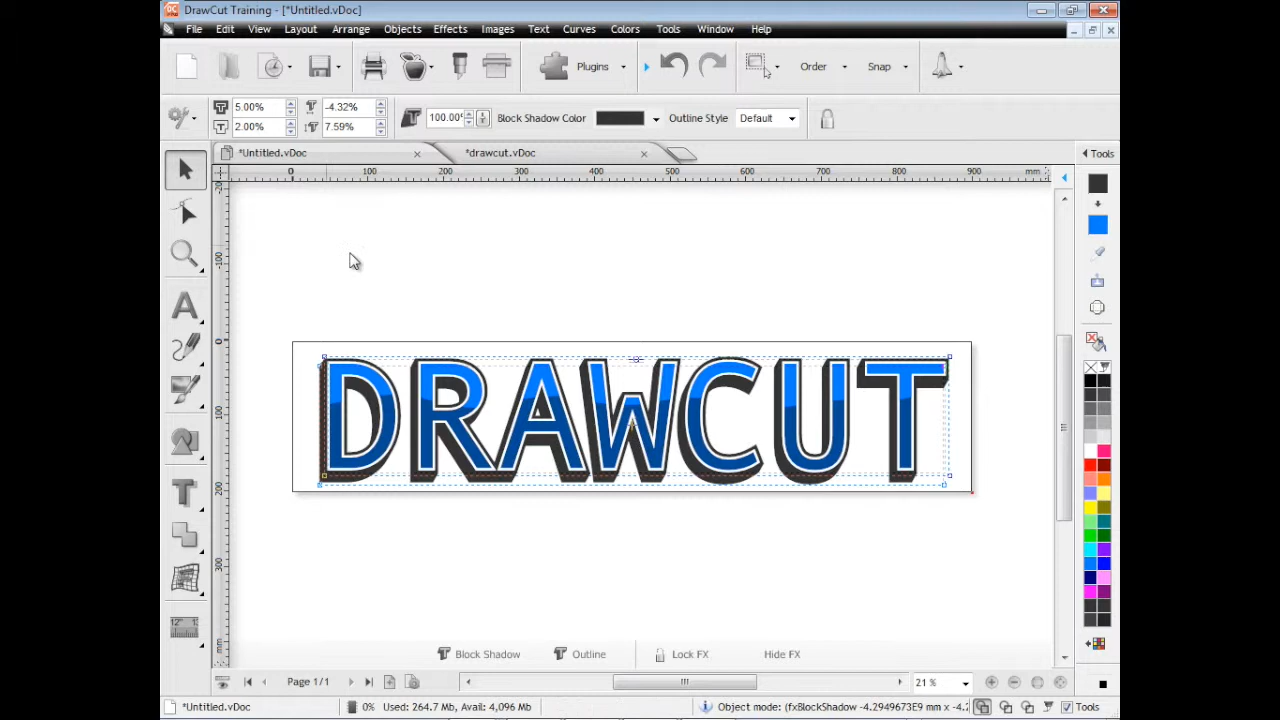 DrawCut Training - [*Untitled.vDoc]
File Edit View Layout Arrange Objects Effects Images Text Curves Colors Tools Window Help
Plugins Order Snap
5.00% -4.32% 100.00° Block Shadow Color Outline Style Default
2.00% 7.59%
*Untitled.vDoc *drawcut.vDoc Tools
0 100 200 300 400 500 600 700 800 900 mm
DRAWCUT
Block Shadow Outline Lock FX Hide FX
Page 1/1 21 %
*Untitled.vDoc 0% Used: 264.7 Mb, Avail: 4,096 Mb Object mode: (fxBlockShadow -4.2949673E9 mm x -4.2 Tools